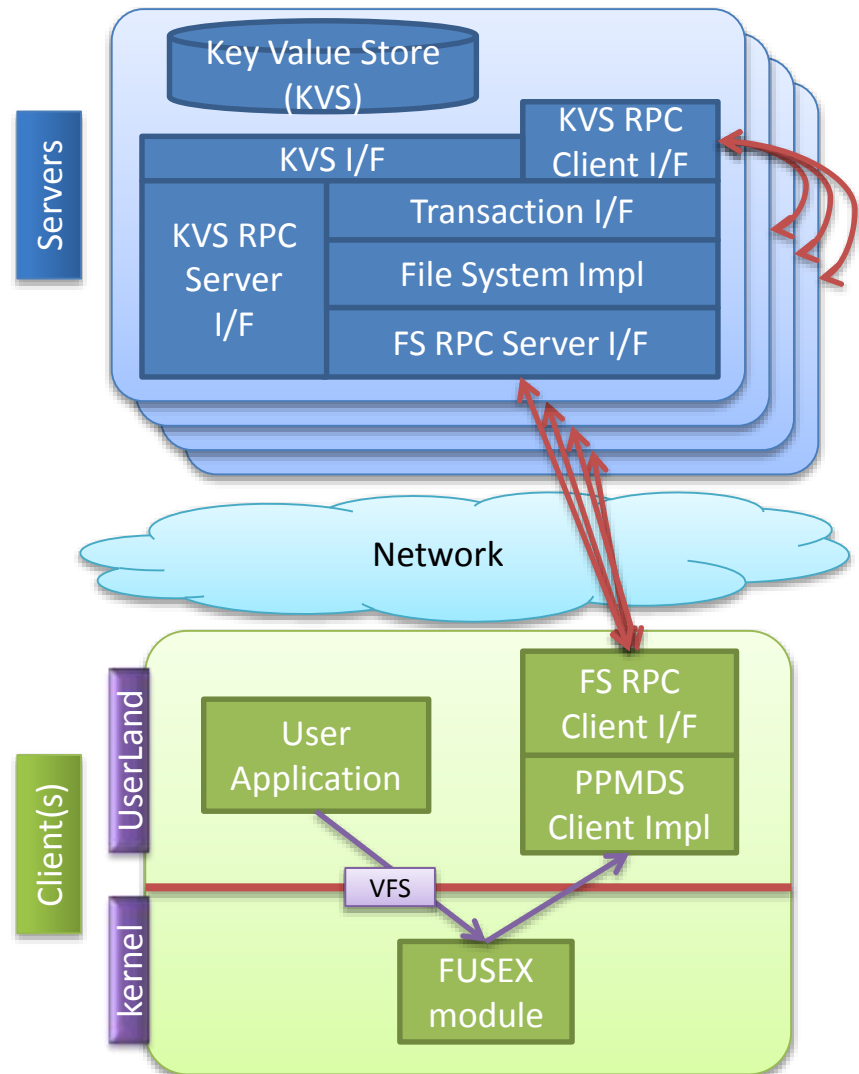 Key Value Store
(KVS)
Servers
KVS RPC
Client I/F
KVS I/F
KVS RPC
Server
I/F
Transaction I/F
File System Impl
FS RPC Server I/F
Network
Client(s)
UserLand
User
Application
FS RPC
Client I/F
PPMDS
Client Impl
VFS
kernel
FUSEX
module